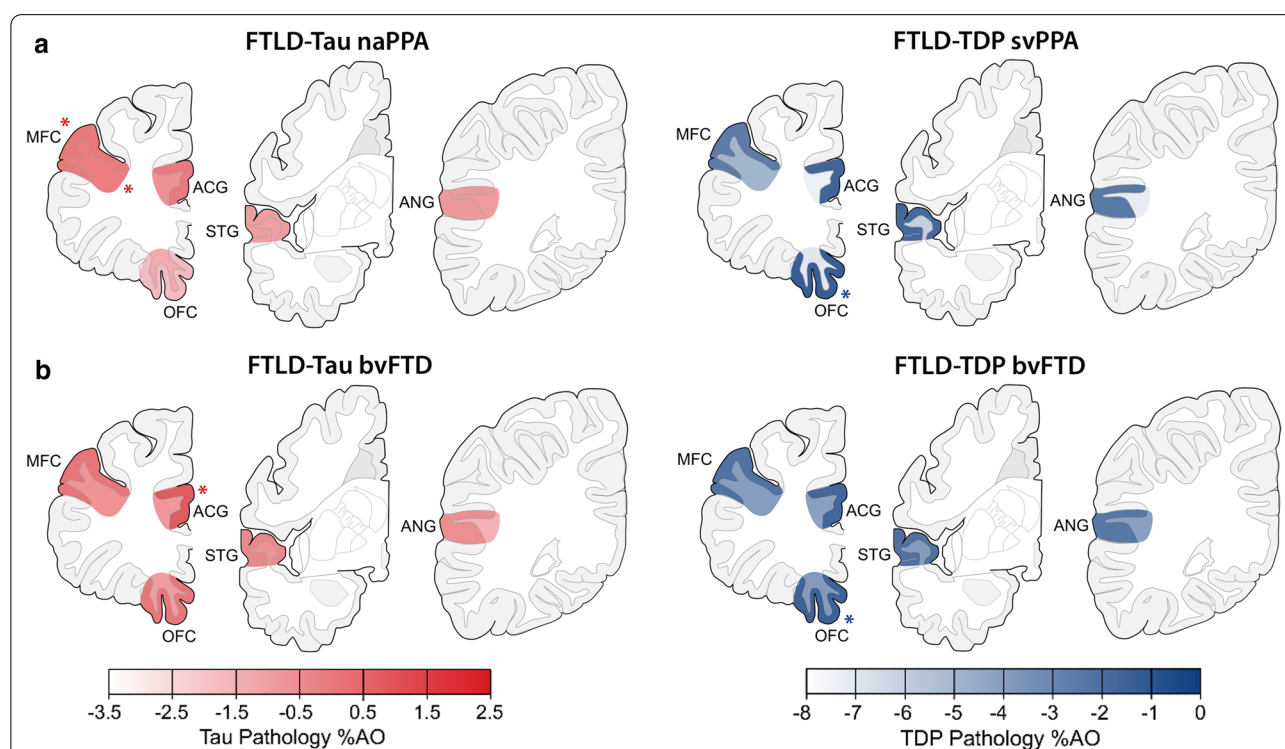 a
FTLD-Tau naPPA
FTLD-TDP svPPA
MFC *
*
ACG
STG
ANG
OFC
MFC
ACG
STG
ANG
OFC *
b
FTLD-Tau bvFTD
FTLD-TDP bvFTD
MFC
*
ACG
STG
ANG
OFC
MFC
ACG
STG
ANG
OFC *
-3.5 -2.5 -1.5 -0.5 0.5 1.5 2.5
Tau Pathology %AO
-8 -7 -6 -5 -4 -3 -2 -1 0
TDP Pathology %AO